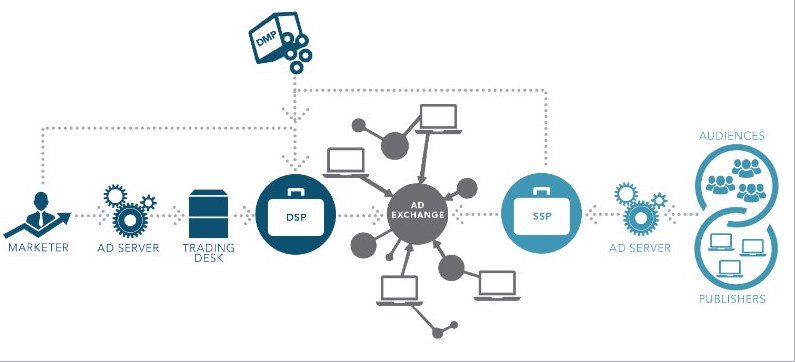 DMP
AUDIENCES
DSP
AD
EXCHANGE
SSP
MARKETER
AD SERVER
TRADING
DESK
AD SERVER
PUBLISHERS